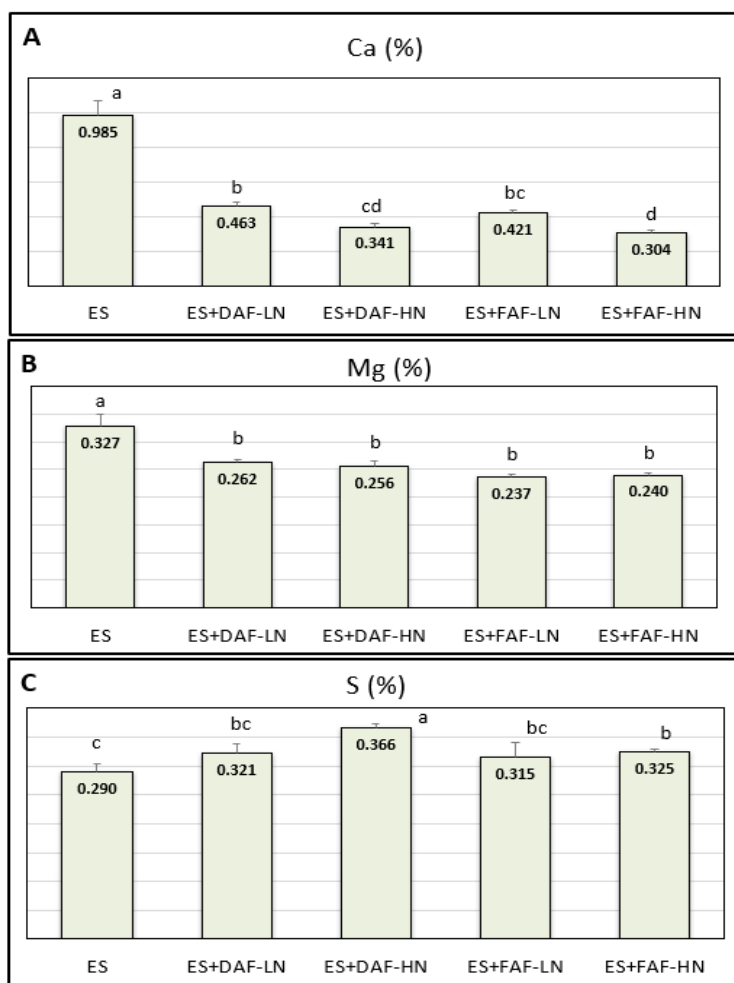 A
Ca (%)
a
b
cd
bc
d
0.985
0.463
0.341
0.421
0.304
ES
ES+DAF-LN
ES+DAF-HN
ES+FAF-LN
ES+FAF-HN
B
Mg (%)
a
b
b
b
b
0.327
0.262
0.256
0.237
0.240
ES
ES+DAF-LN
ES+DAF-HN
ES+FAF-LN
ES+FAF-HN
C
S (%)
c
bc
a
bc
b
0.290
0.321
0.366
0.315
0.325
ES
ES+DAF-LN
ES+DAF-HN
ES+FAF-LN
ES+FAF-HN